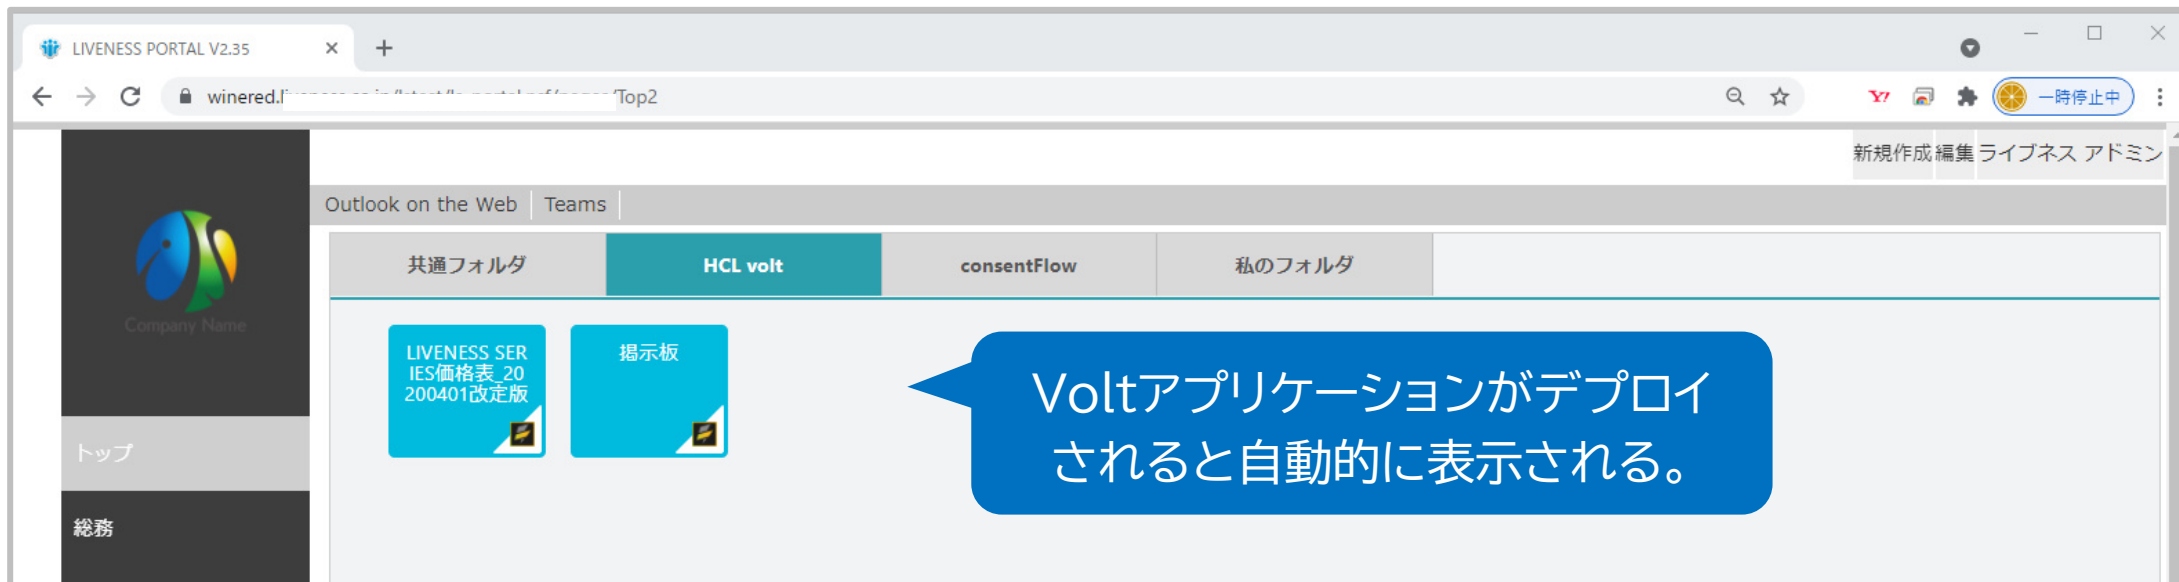 LIVENESS PORTAL V2.35
winered.l /Top2
一時停止中
新規作成 編集 ライブネス アドミン
Outlook on the Web Teams
Company Name
共通フォルダ HCL volt consentFlow 私のフォルダ
LIVENESS SER
IES価格表_20
200401改定版
掲示板
Voltアプリケーションがデプロイ
されると自動的に表示される。
トップ
総務